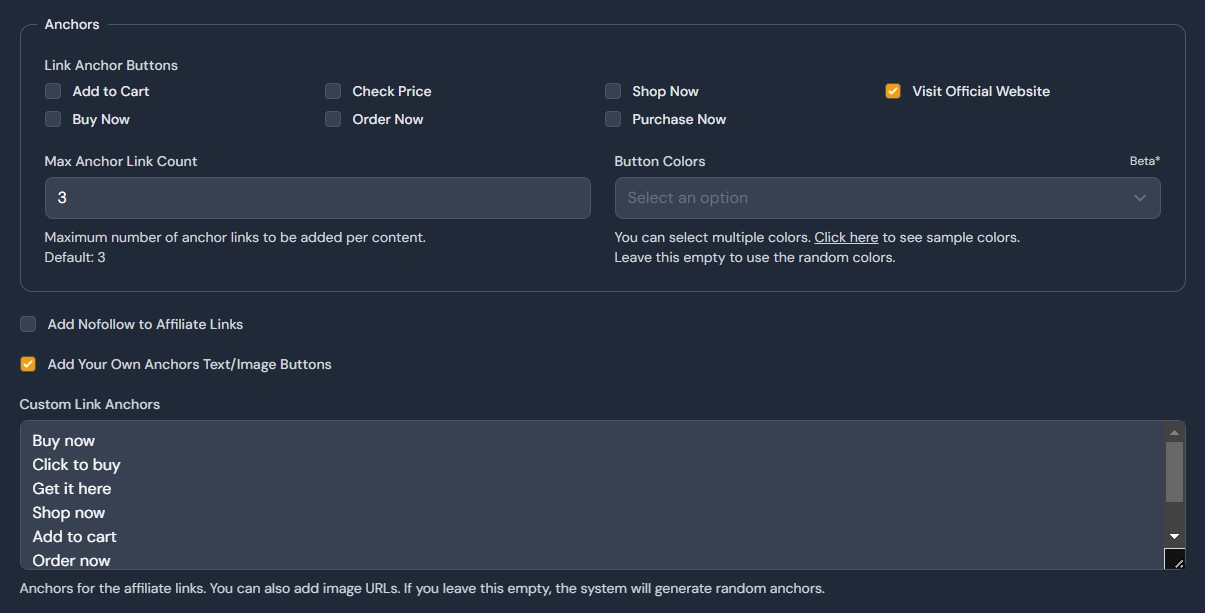 Anchors
Link Anchor Buttons
Add to Cart
Check Price
Shop Now
Visit Official Website
Buy Now
Order Now
Purchase Now
Max Anchor Link Count
Button Colors
Beta*
3
Select an option
Maximum number of anchor links to be added per content.
Default: 3
You can select multiple colors. Click here to see sample colors.
Leave this empty to use the random colors.
Add Nofollow to Affiliate Links
Add Your Own Anchors Text/Image Buttons
Custom Link Anchors
Buy now
Click to buy
Get it here
Shop now
Add to cart
Order now
Anchors for the affiliate links. You can also add image URLs. If you leave this empty, the system will generate random anchors.